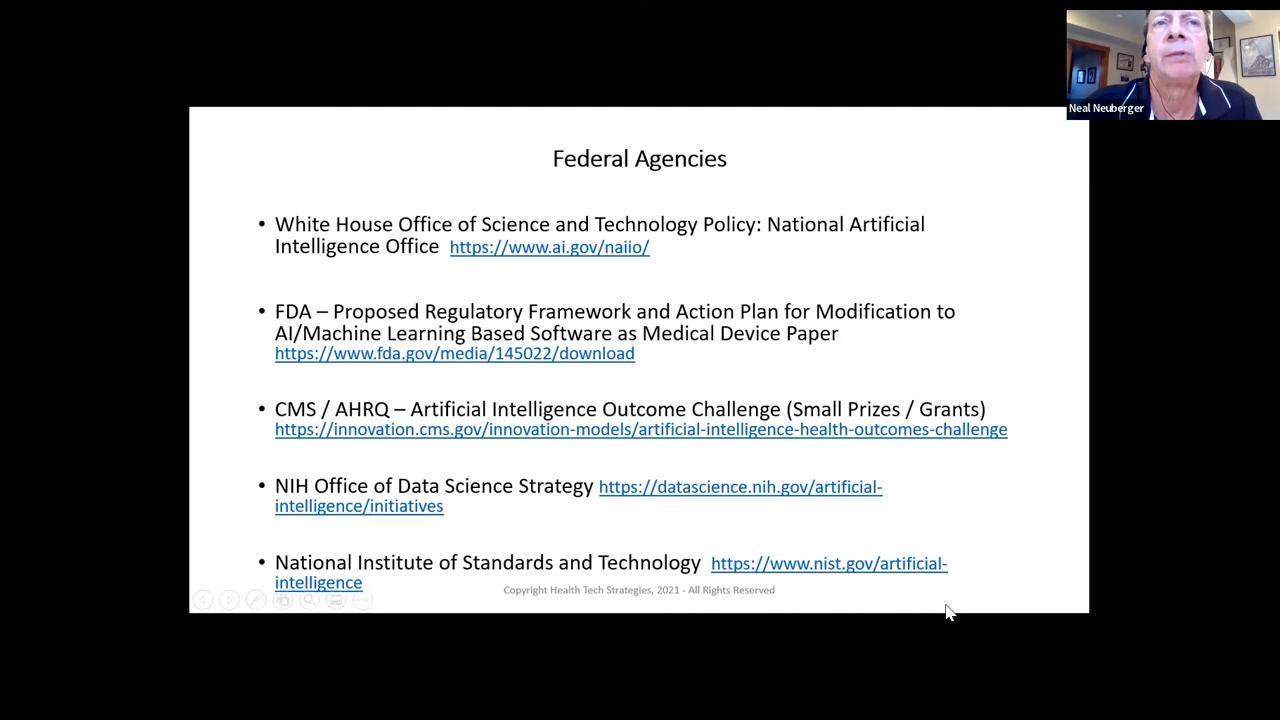 Neal Neuberger
Federal Agencies
• White House Office of Science and Technology Policy: National Artificial
Intelligence Office https://www.ai.gov/naiio/
• FDA – Proposed Regulatory Framework and Action Plan for Modification to
AI/Machine Learning Based Software as Medical Device Paper
https://www.fda.gov/media/145022/download
• CMS / AHRQ – Artificial Intelligence Outcome Challenge (Small Prizes / Grants)
https://innovation.cms.gov/innovation-models/artificial-intelligence-health-outcomes-challenge
• NIH Office of Data Science Strategy https://datascience.nih.gov/artificial-
intelligence/initiatives
• National Institute of Standards and Technology https://www.nist.gov/artificial-
intelligence
Copyright Health Tech Strategies, 2021 - All Rights Reserved